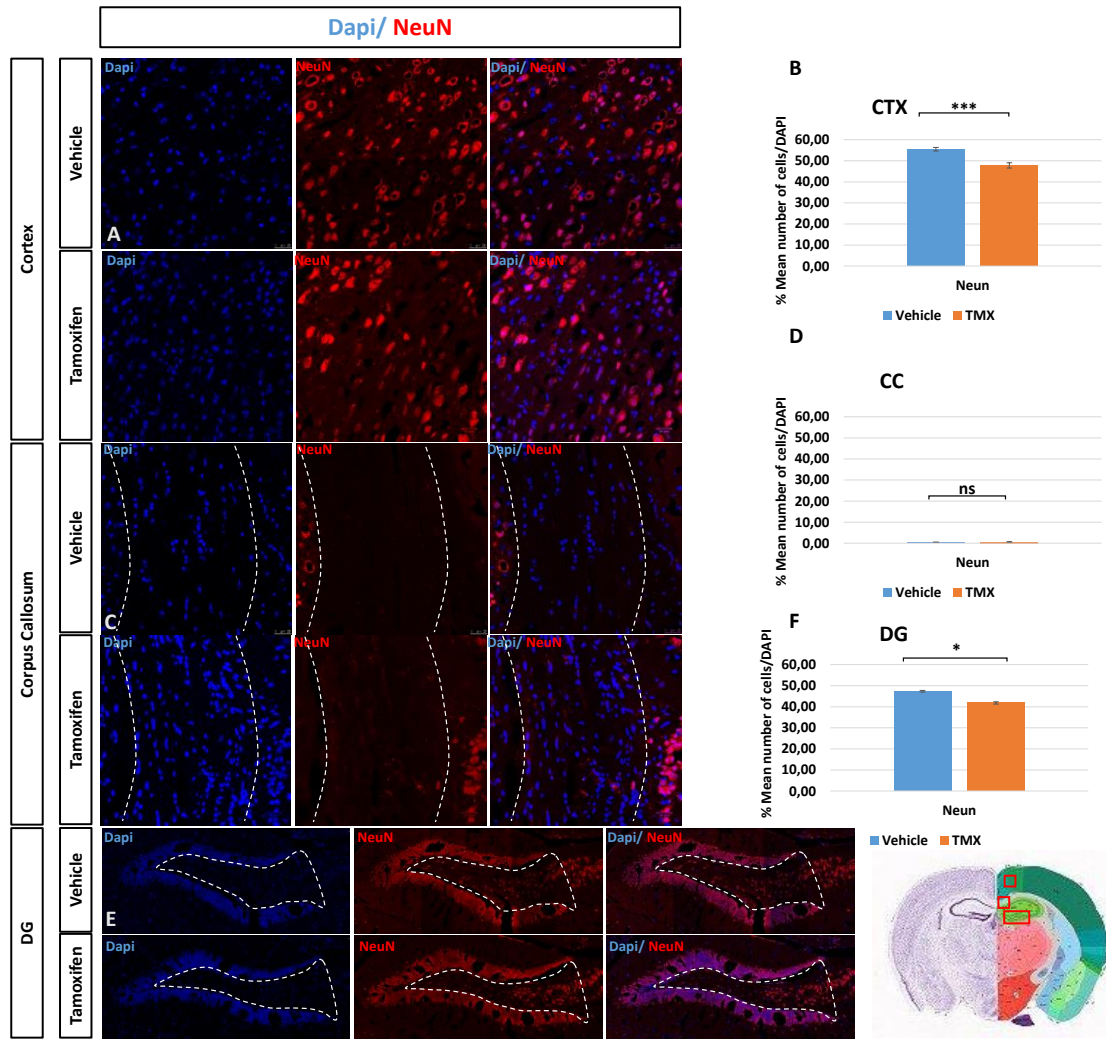 Dapi/ NeuN
Cortex
Vehicle
Dapi
NeuN
Dapi/ NeuN
A
Tamoxifen
Dapi
NeuN
Dapi/ NeuN
Corpus Callosum
Vehicle
Dapi
NeuN
Dapi/ NeuN
C
Tamoxifen
Dapi
NeuN
Dapi/ NeuN
DG
Vehicle
Dapi
NeuN
Dapi/ NeuN
E
Tamoxifen
Dapi
NeuN
Dapi/ NeuN
B
CTX
***
% Mean number of cells/DAPI
60,00
50,00
40,00
30,00
20,00
10,00
0,00
Neun
Vehicle TMX
D
CC
% Mean number of cells/DAPI
60,00
50,00
40,00
30,00
20,00
10,00
0,00
ns
Neun
Vehicle TMX
F
DG
*
% Mean number of cells/DAPI
60,00
50,00
40,00
30,00
20,00
10,00
0,00
Neun
Vehicle TMX